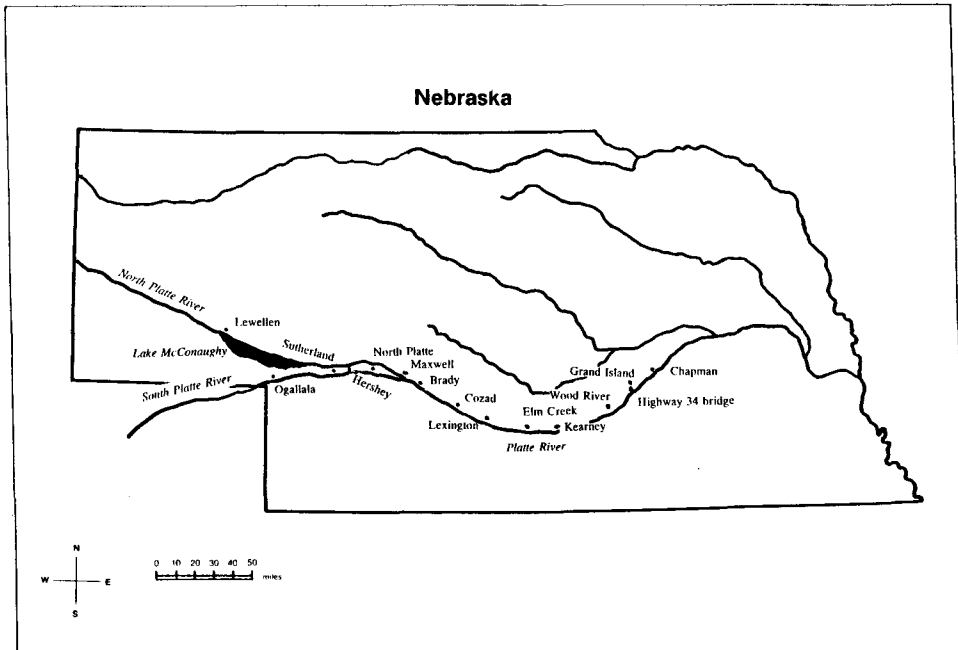 Nebraska
North Platte River
Lewellen
Lake McConaughy
Sutherland
North Platte
Maxwell
Brady
Hershey
South Platte River
Ogallala
Cozad
Lexington
Elm Creek
Kearney
Platte River
Wood River
Grand Island
Chapman
Highway 34 bridge
N
W E
S
0 10 20 30 40 50
miles